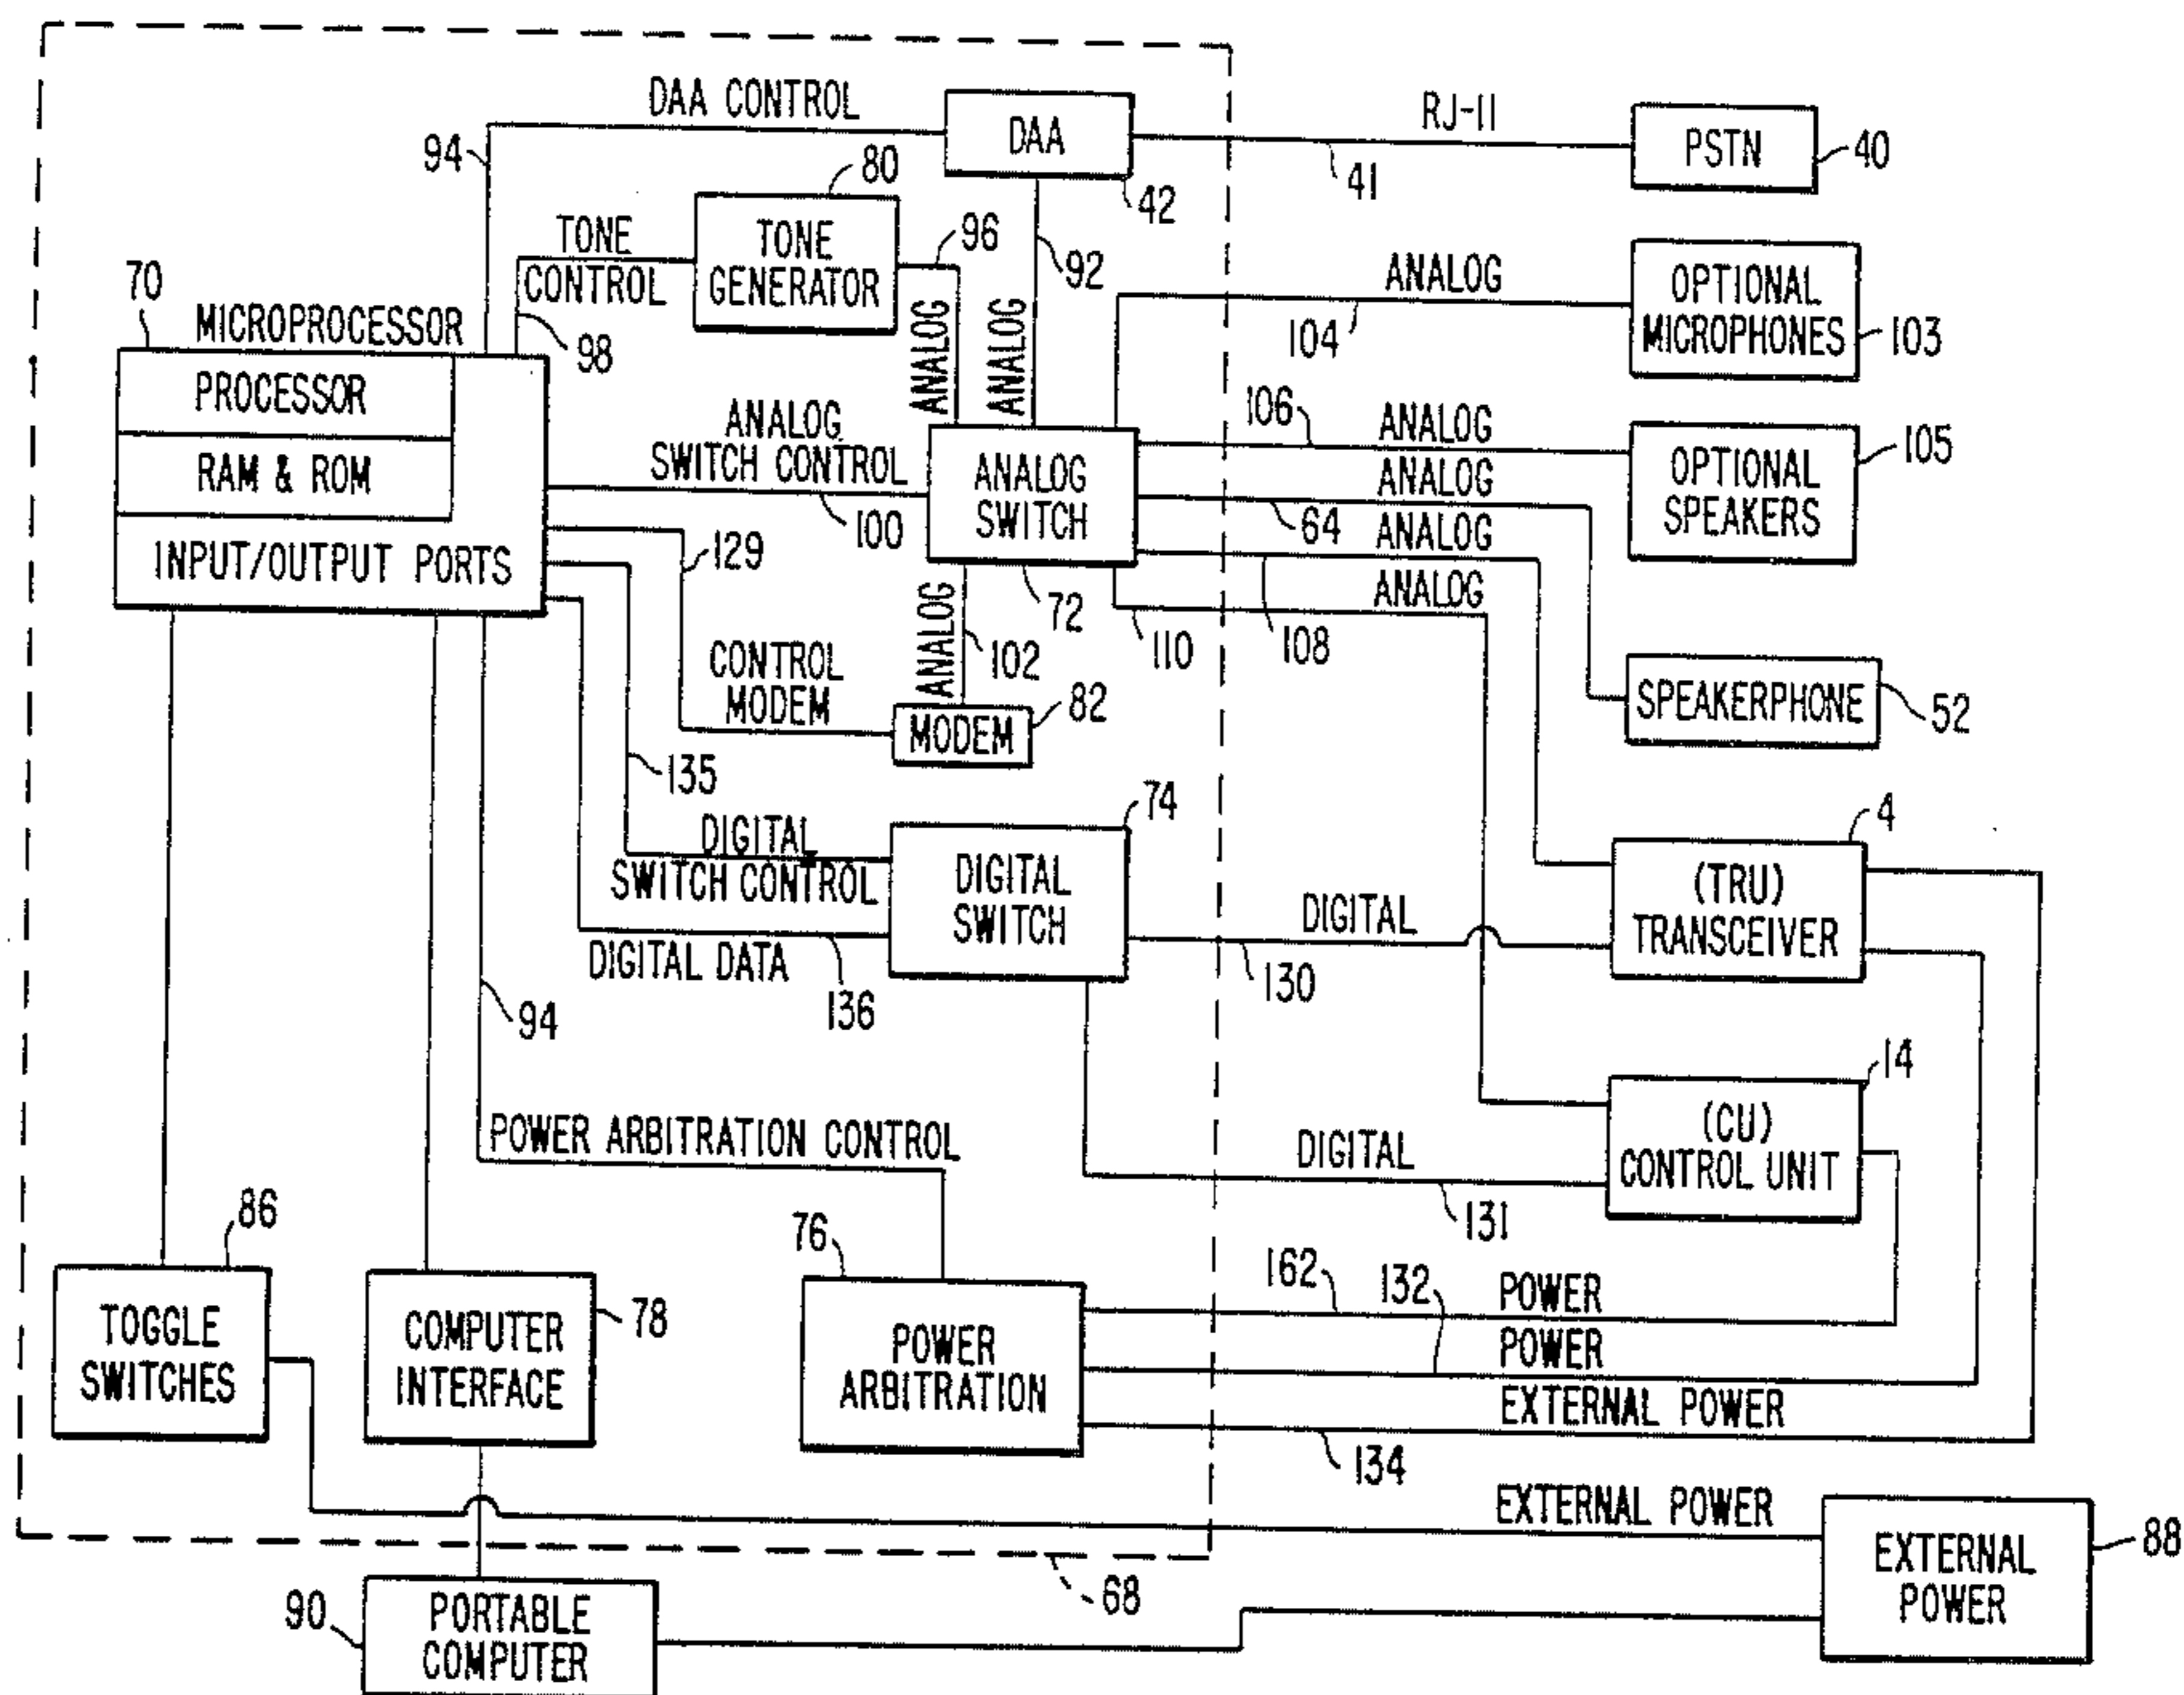 DAA CONTROL
DAA
RJ-11
PSTN
40
94
80
42
41
TONE
CONTROL
TONE
GENERATOR
96
92
ANALOG
OPTIONAL
MICROPHONES
103
104
70
MICROPROCESSOR
98
ANALOG
ANALOG
PROCESSOR
RAM & ROM
INPUT/OUTPUT PORTS
ANALOG
SWITCH CONTROL
100
ANALOG
SWITCH
72
106
ANALOG
OPTIONAL
SPEAKERS
105
ANALOG
64
ANALOG
108
ANALOG
110
129
CONTROL
MODEM
ANALOG
102
MODEM
82
SPEAKERPHONE
52
135
DIGITAL
SWITCH CONTROL
74
DIGITAL
SWITCH
DIGITAL DATA
136
DIGITAL
130
4
(TRU)
TRANSCEIVER
94
14
(CU)
CONTROL UNIT
POWER ARBITRATION CONTROL
DIGITAL
131
86
TOGGLE
SWITCHES
COMPUTER
INTERFACE
78
76
POWER
ARBITRATION
162
POWER
132
POWER
EXTERNAL POWER
134
EXTERNAL POWER
EXTERNAL
POWER
88
68
90
PORTABLE
COMPUTER